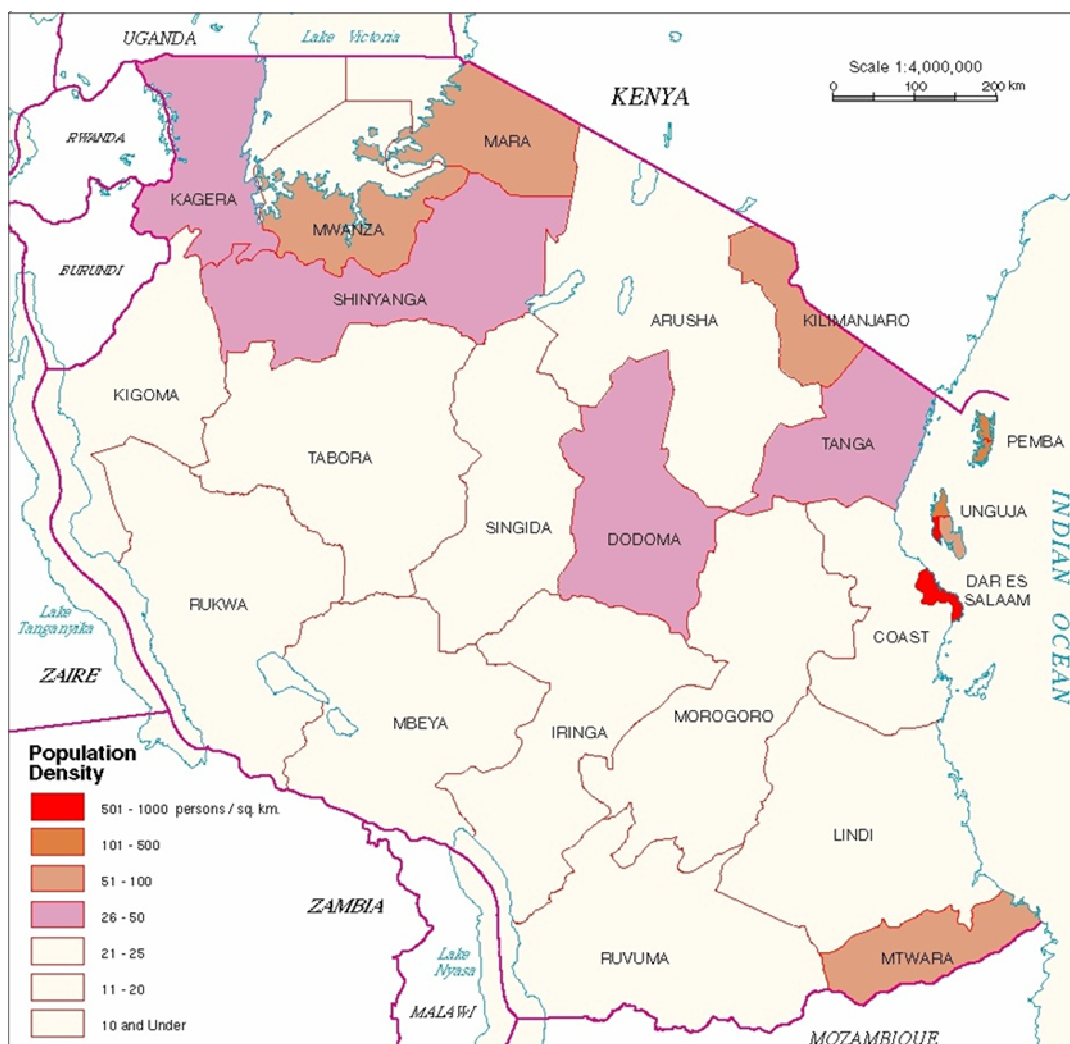 UGANDA
Lake Victoria
Scale 1:4,000,000
0 100 200 km
KENYA
RWANDA
MARA
KAGERA
MWANZA
BURUNDI
SHINYANGA
ARUSHA
KILIMANJARO
KIGOMA
TABORA
TANGA
PEMBA
SINGIDA
UNGUJA
DODOMA
INDIAN OCEAN
DAR ES
SALAAM
RUKWA
Lake
Tanganyika
COAST
ZAIRE
MBEYA
IRINGA
MOROGORO
Population
Density
501 - 1000 persons / sq. km.
101 - 500
51 - 100
26 - 50
21 - 25
11 - 20
10 and Under
LINDI
ZAMBIA
Lake
Nyasa
MALAWI
RUVUMA
MTWARA
MOZAMBIQUE